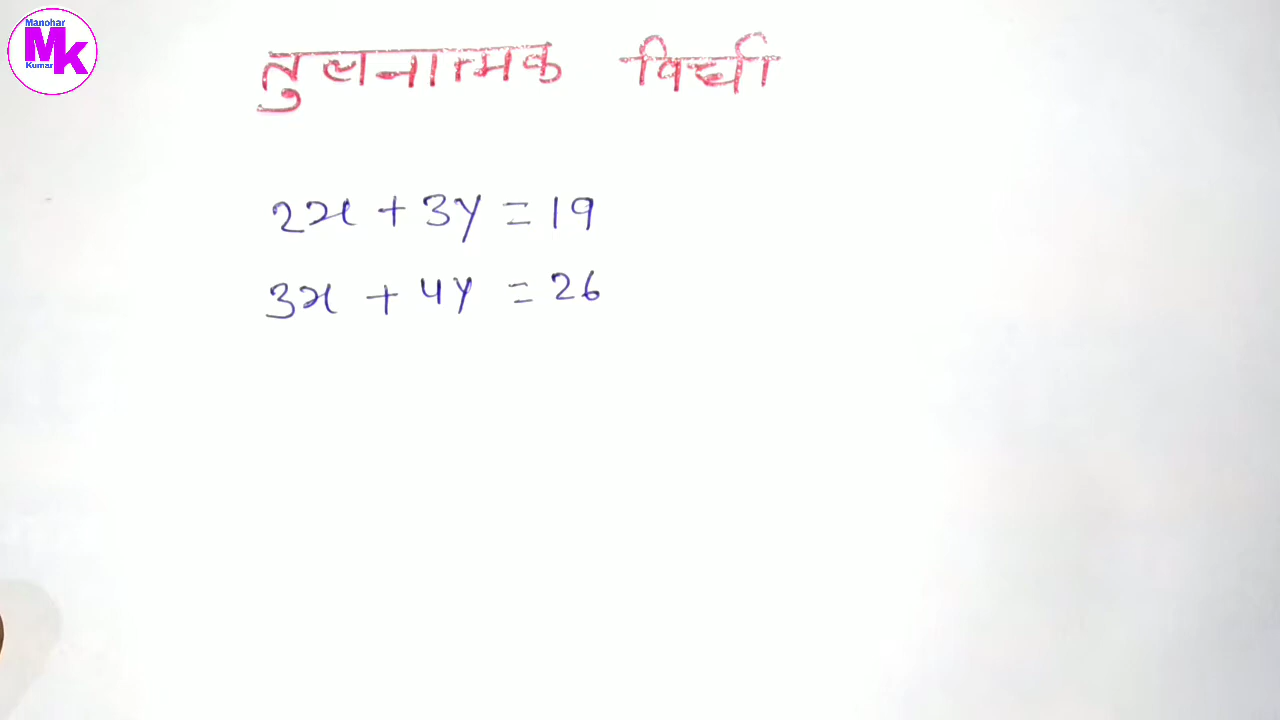 Manohar
MK
Kumar
तुलनात्मक विधी
2x + 3y = 19
3x + 4y = 26